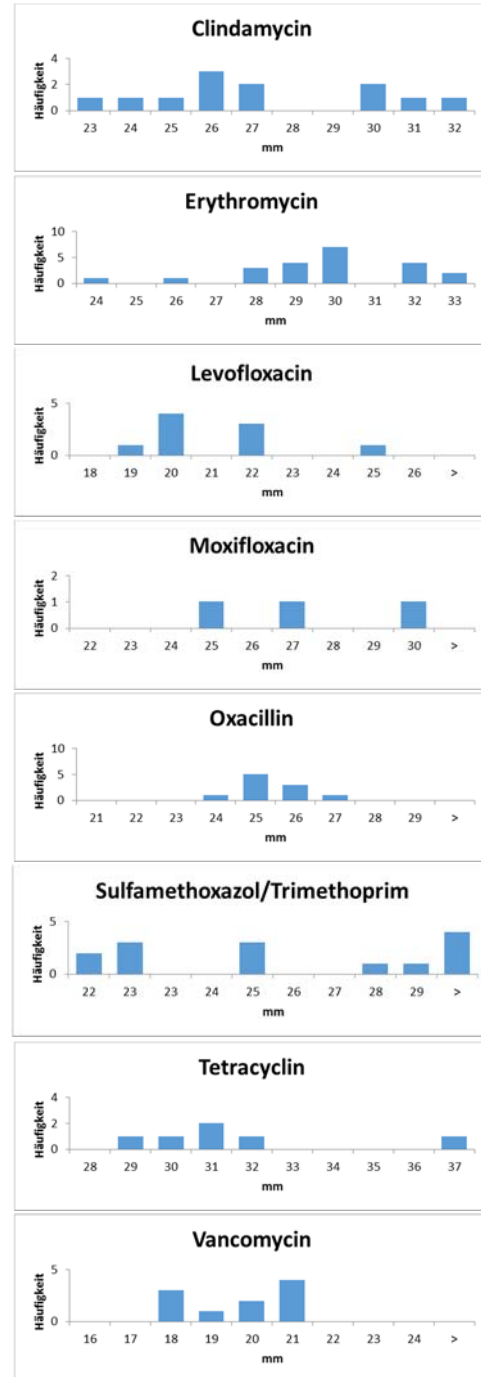 Clindamycin
Häufigkeit
4
2
0
23 24 25 26 27 28 29 30 31 32
mm
Erythromycin
Häufigkeit
10
5
0
24 25 26 27 28 29 30 31 32 33
mm
Levofloxacin
Häufigkeit
5
0
18 19 20 21 22 23 24 25 26 >
mm
Moxifloxacin
Häufigkeit
2
1
0
22 23 24 25 26 27 28 29 30 >
mm
Oxacillin
Häufigkeit
10
5
0
21 22 23 24 25 26 27 28 29 >
mm
Sulfamethoxazol/Trimethoprim
Häufigkeit
5
0
22 23 23 24 25 26 27 28 29 >
mm
Tetracyclin
Häufigkeit
4
2
0
28 29 30 31 32 33 34 35 36 37
mm
Vancomycin
Häufigkeit
5
0
16 17 18 19 20 21 22 23 24 >
mm